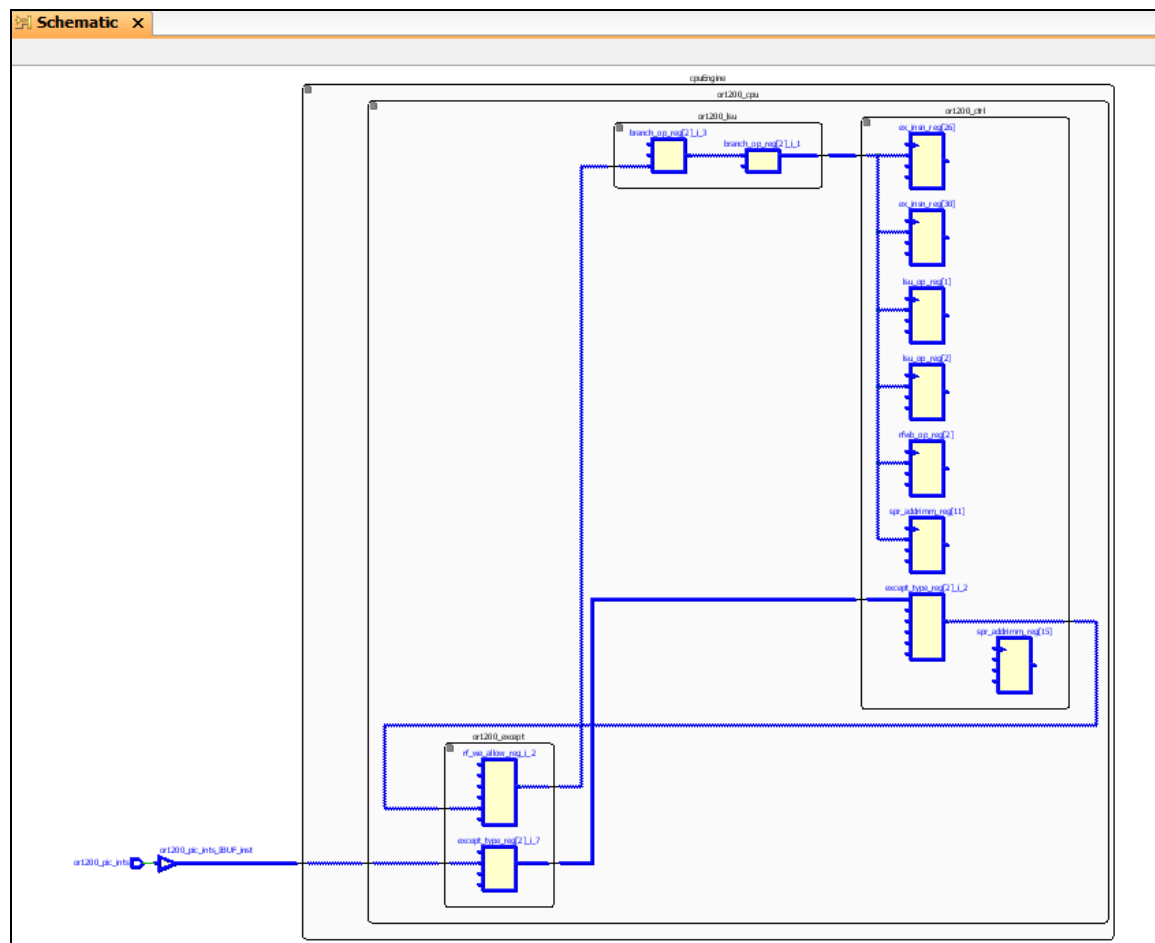 Schematic
cpuEngine
or1200_cpu
or1200_lsu
or1200_ctrl
branch_op_reg[2]_i_3
branch_op_reg[2]_i_1
ex_insn_reg[26]
ex_insn_reg[30]
lsu_op_reg[1]
lsu_op_reg[2]
rfwb_op_reg[2]
spr_addrimm_reg[11]
except_type_reg[2]_i_2
spr_addrimm_reg[15]
or1200_except
rf_we_allow_reg_i_2
except_type_reg[2]_i_7
or1200_pic_ints_IBUF_inst
or1200_pic_ints